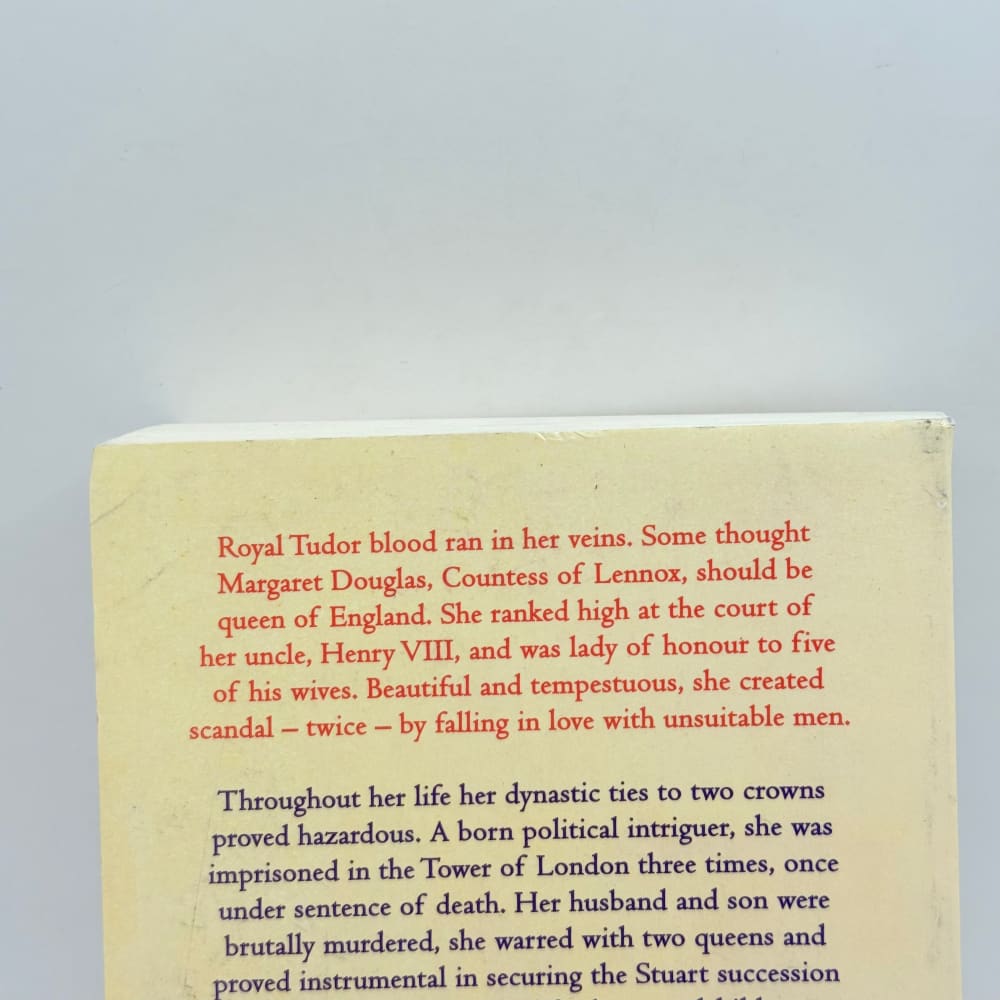 Royal Tudor blood ran in her veins. Some thought
Margaret Douglas, Countess of Lennox, should be
queen of England. She ranked high at the court of
her uncle, Henry VIII, and was lady of honour to five
of his wives. Beautiful and tempestuous, she created
scandal – twice – by falling in love with unsuitable men.
Throughout her life her dynastic ties to two crowns
proved hazardous. A born political intriguer, she was
imprisoned in the Tower of London three times, once
under sentence of death. Her husband and son were
brutally murdered, she warred with two queens and
proved instrumental in securing the Stuart succession